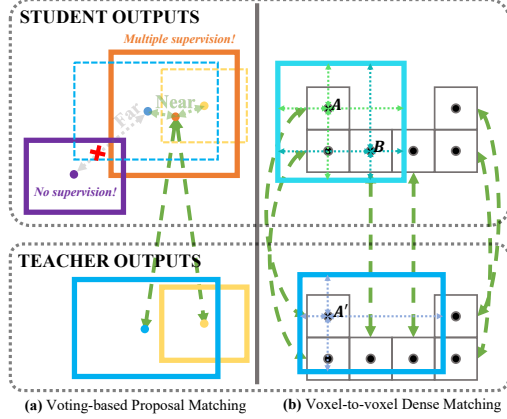 STUDENT OUTPUTS
Multiple supervision!
Far
Near
No supervision!
A
B
TEACHER OUTPUTS
A'
(a) Voting-based Proposal Matching
(b) Voxel-to-voxel Dense Matching